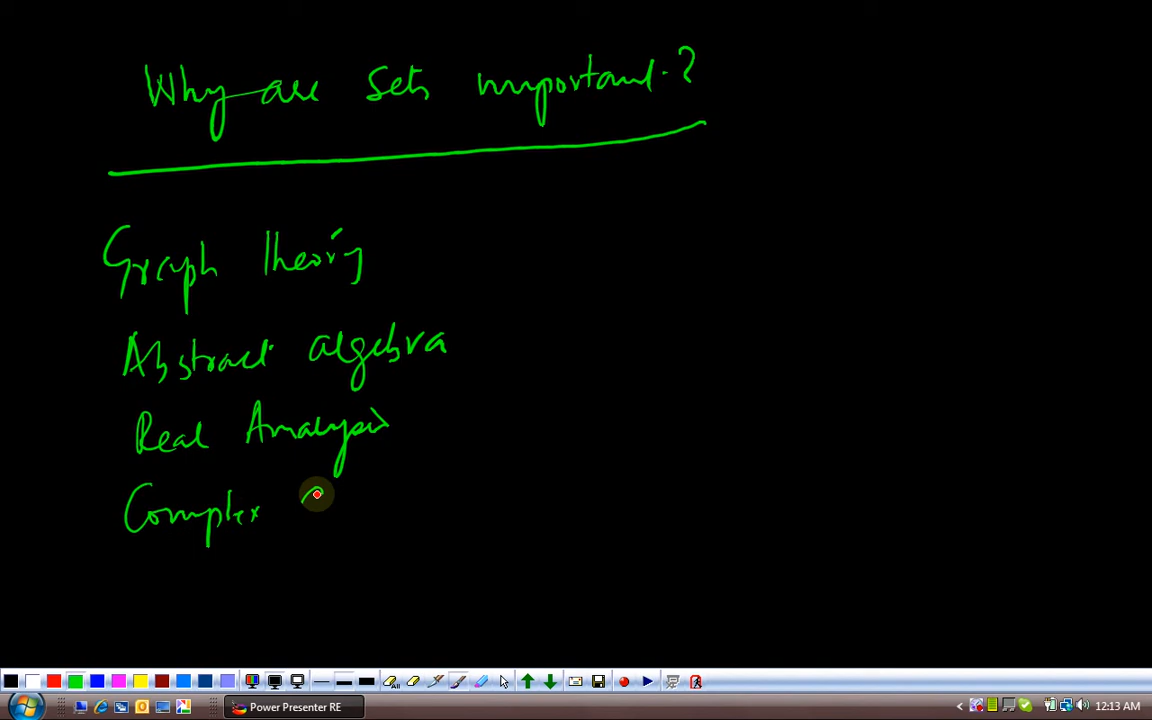 Why are Sets important?
Graph theory
Abstract algebra
Real Analysis
Complex
Power Presenter RE
12:13 AM